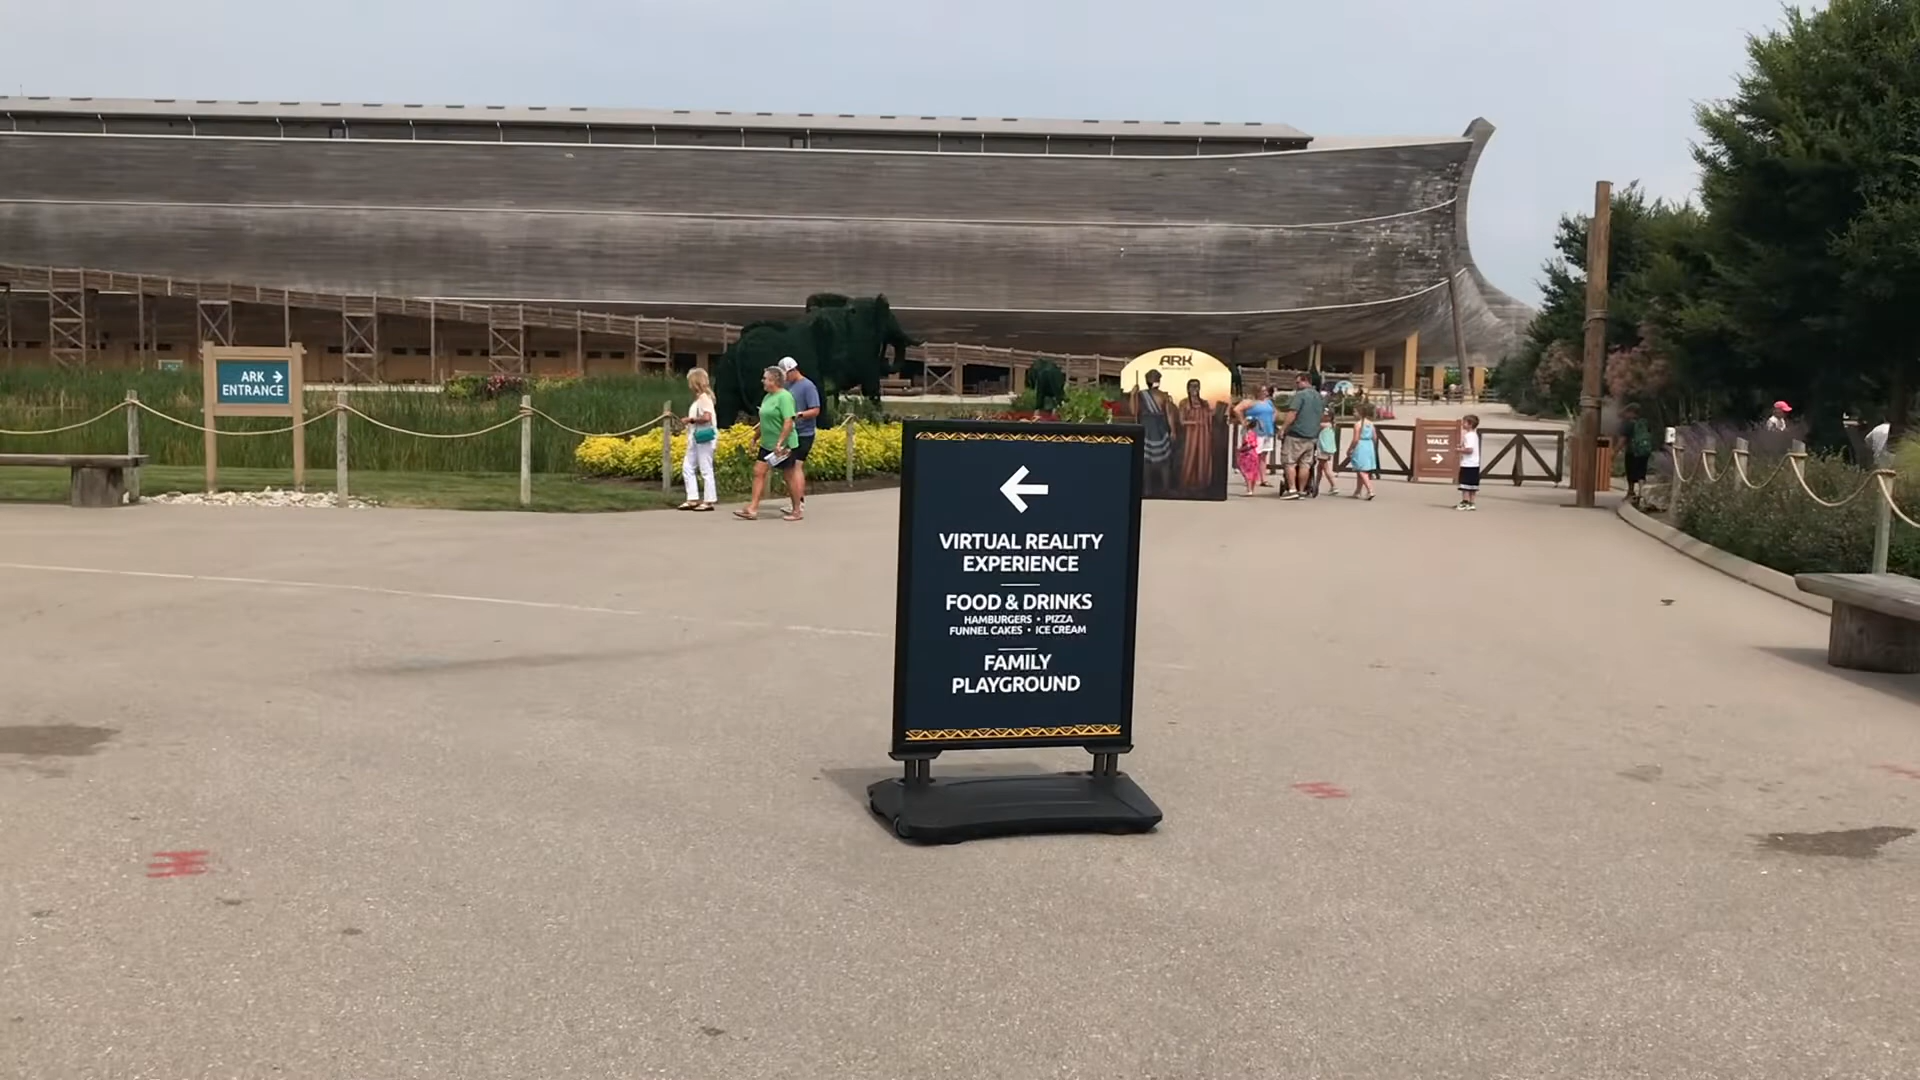 ARK →
ENTRANCE
ARK
WALK
→
←
VIRTUAL REALITY
EXPERIENCE
FOOD & DRINKS
HAMBURGERS • PIZZA
FUNNEL CAKES • ICE CREAM
FAMILY
PLAYGROUND